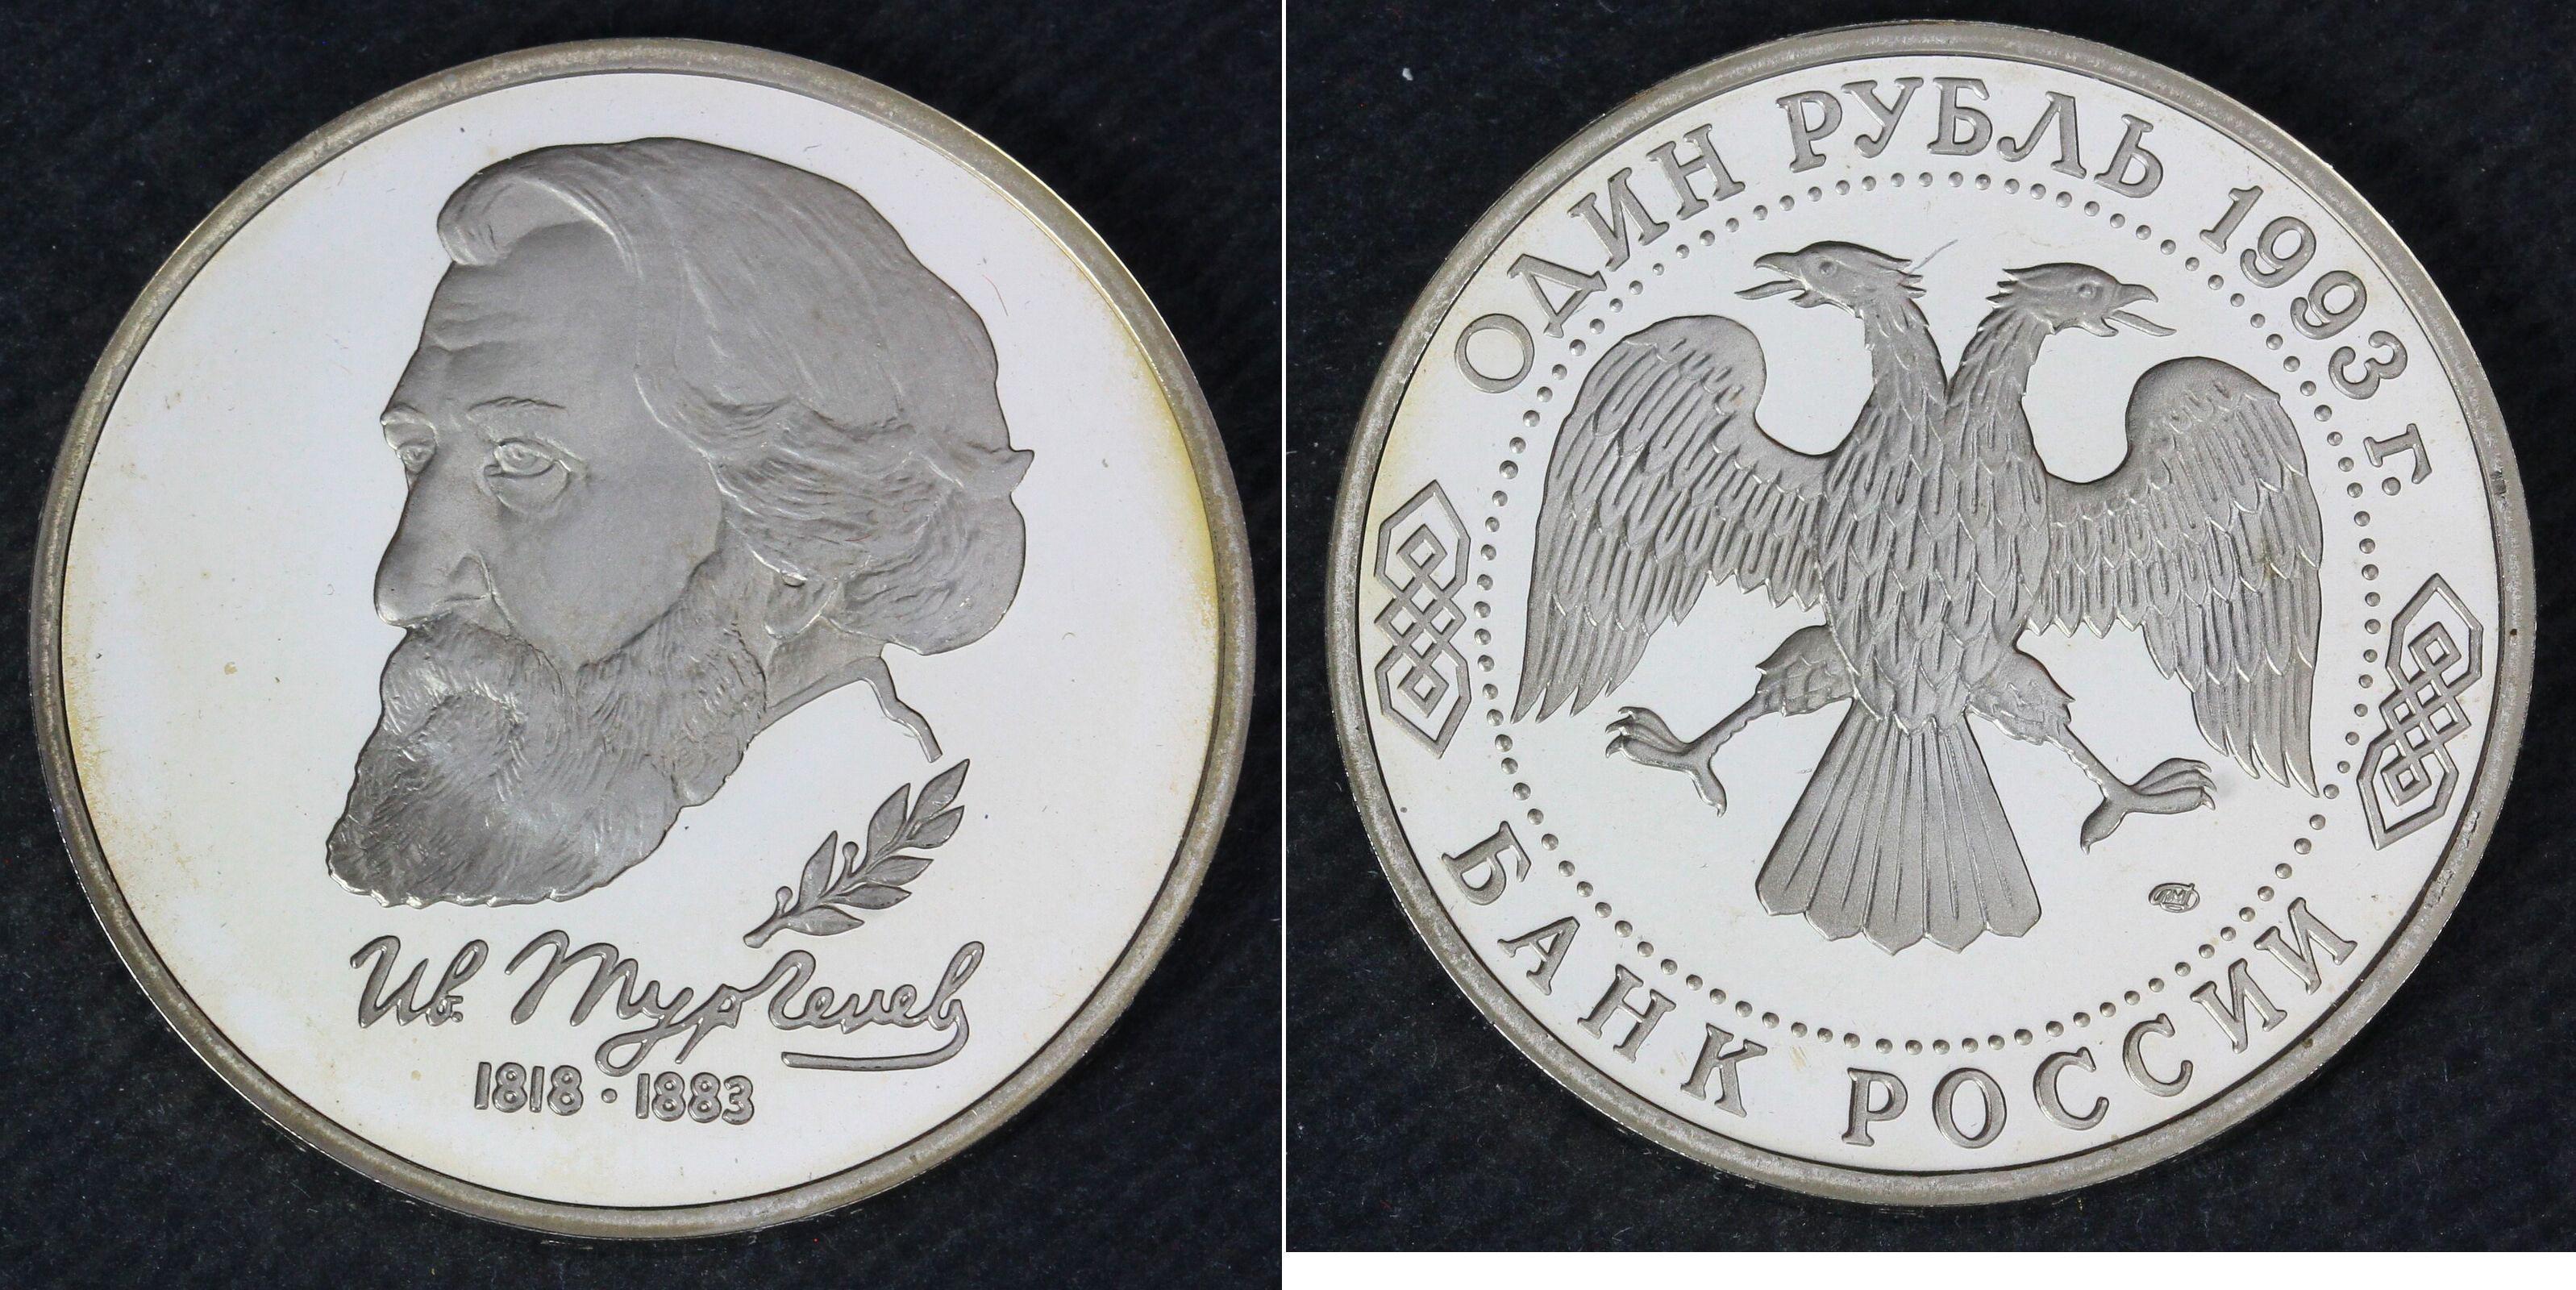 Ив. Тургенев
1818 • 1883
ОДИН РУБЛЬ 1993 Г.
БАНК РОССИИ